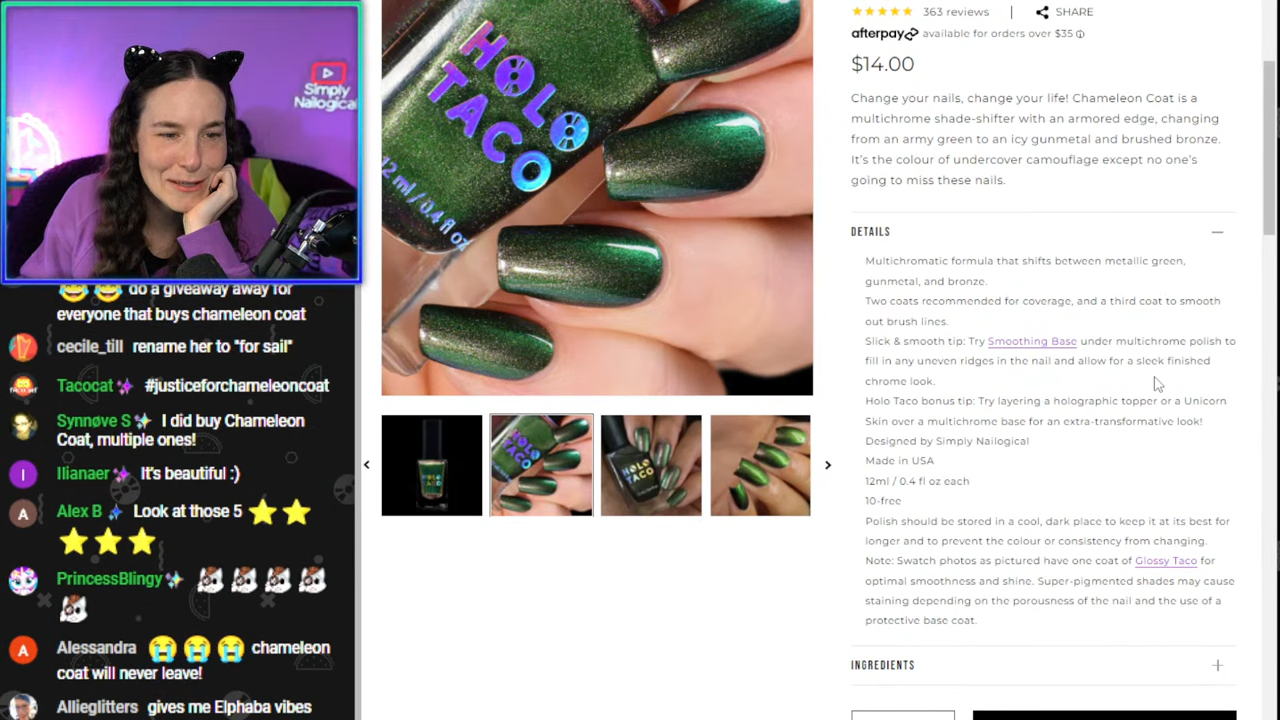 Simply
Nailogical
do a giveaway away for
everyone that buys chameleon coat
cecile_till rename her to "for sail"
Tacocat #justiceforchameleoncoat
Synnøve S I did buy Chameleon
Coat, multiple ones!
I
Ilianaer It's beautiful :)
A
Alex B Look at those 5
PrincessBlingy
A
Alessandra chameleon
coat will never leave!
Allieglitters gives me Elphaba vibes
HOLO
TACO
12 ml / 0.4 fl oz
HOLO
TACO
HOLO
TACO
363 reviews | SHARE
afterpay available for orders over $35
$14.00
Change your nails, change your life! Chameleon Coat is a
multichrome shade-shifter with an armored edge, changing
from an army green to an icy gunmetal and brushed bronze.
It's the colour of undercover camouflage except no one's
going to miss these nails.
DETAILS
Multichromatic formula that shifts between metallic green,
gunmetal, and bronze.
Two coats recommended for coverage, and a third coat to smooth
out brush lines.
Slick & smooth tip: Try Smoothing Base under multichrome polish to
fill in any uneven ridges in the nail and allow for a sleek finished
chrome look.
Holo Taco bonus tip: Try layering a holographic topper or a Unicorn
Skin over a multichrome base for an extra-transformative look!
Designed by Simply Nailogical
Made in USA
12ml / 0.4 fl oz each
10-free
Polish should be stored in a cool, dark place to keep it at its best for
longer and to prevent the colour or consistency from changing.
Note: Swatch photos as pictured have one coat of Glossy Taco for
optimal smoothness and shine. Super-pigmented shades may cause
staining depending on the porousness of the nail and the use of a
protective base coat.
INGREDIENTS